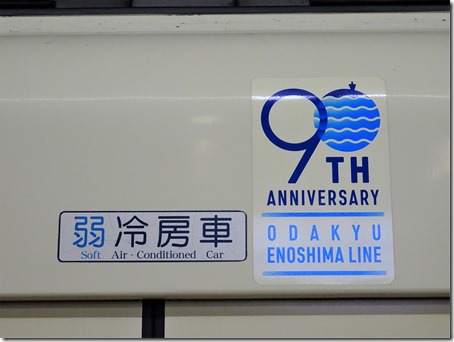 弱冷房車
Soft Air - Conditioned Car
90TH
ANNIVERSARY
ODAKYU
ENOSHIMA LINE